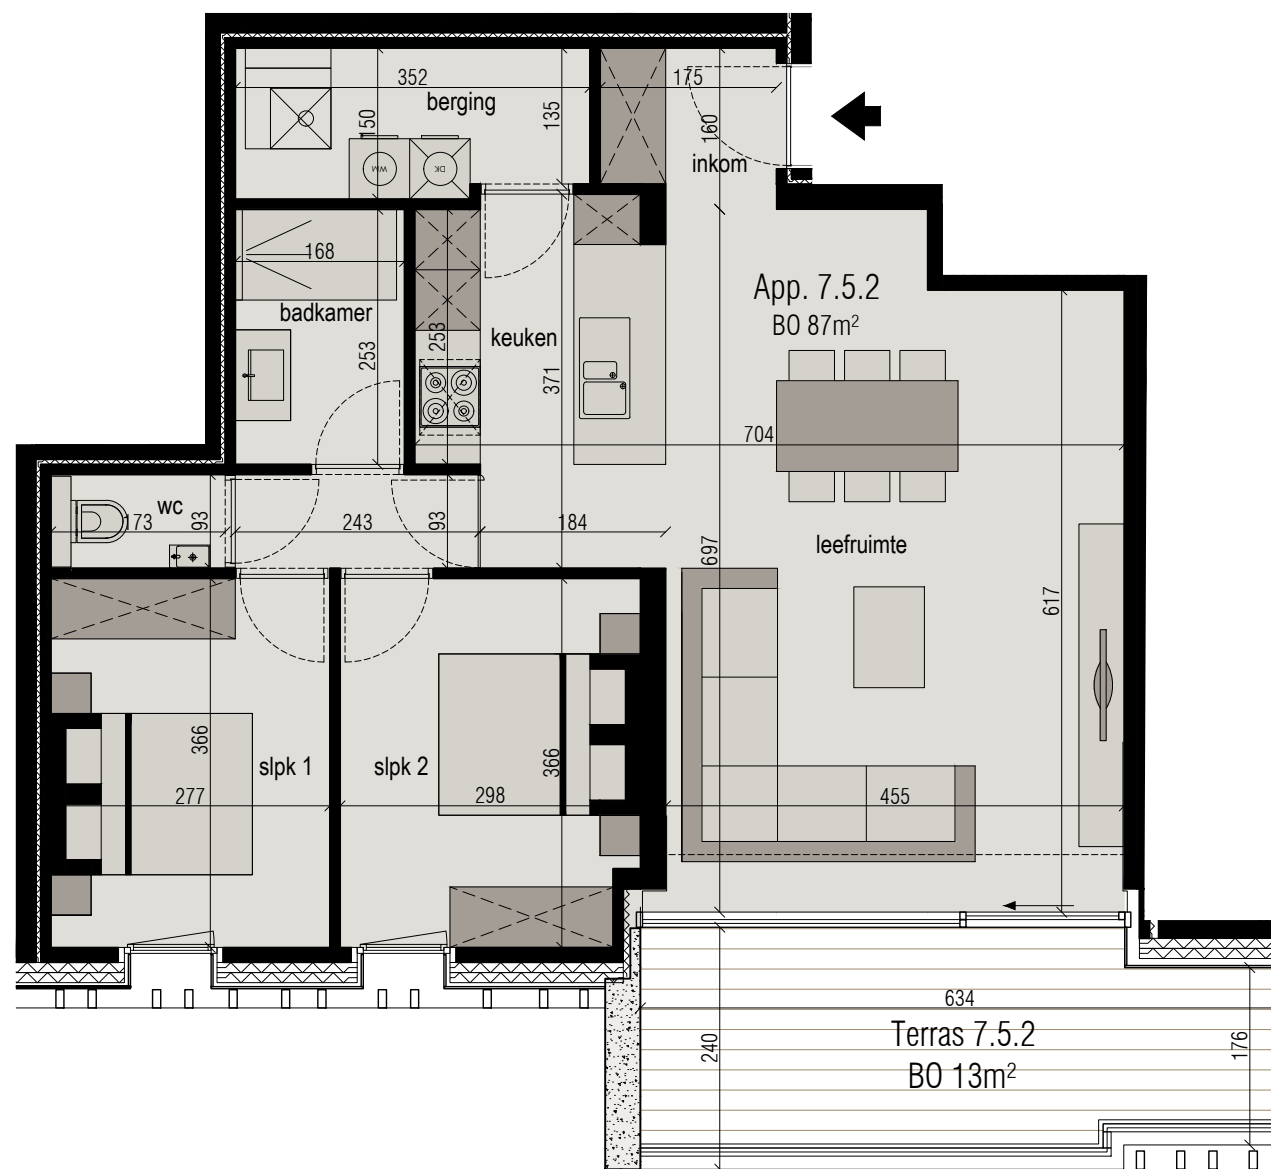 352
berging
150
135
175
160
inkom
WM
DK
168
badkamer
253
253
keuken
371
App. 7.5.2
BO 87m²
704
wc
173
93
243
93
184
697
leefruimte
617
366
slpk 1
277
slpk 2
366
298
455
634
Terras 7.5.2
BO 13m²
240
176